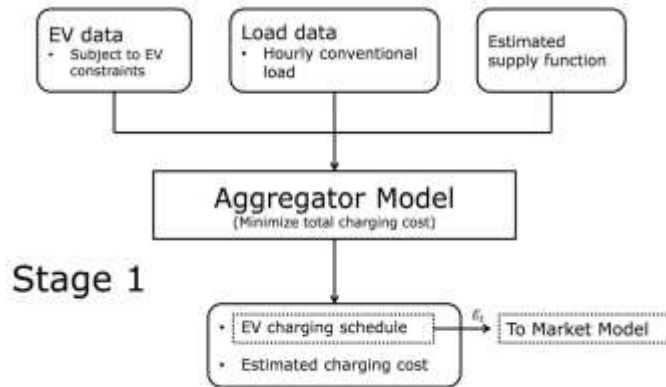 EV data
• Subject to EV
constraints
Load data
• Hourly conventional
load
Estimated
supply function
Aggregator Model
(Minimize total charging cost)
Stage 1
• EV charging schedule
E_t
To Market Model
• Estimated charging cost